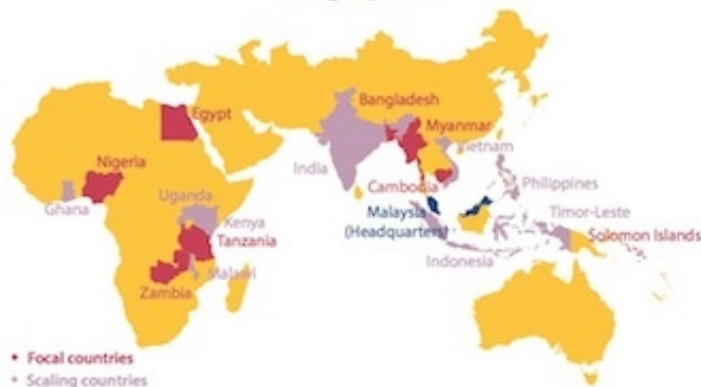 Egypt
Bangladesh
Myanmar
Nigeria
Vietnam
India
Uganda
Cambodia
Philippines
Ghana
Kenya
Malaysia
(Headquarters)
Timor-Leste
Tanzania
Solomon Islands
Indonesia
Malawi
Zambia
• Focal countries
• Scaling countries